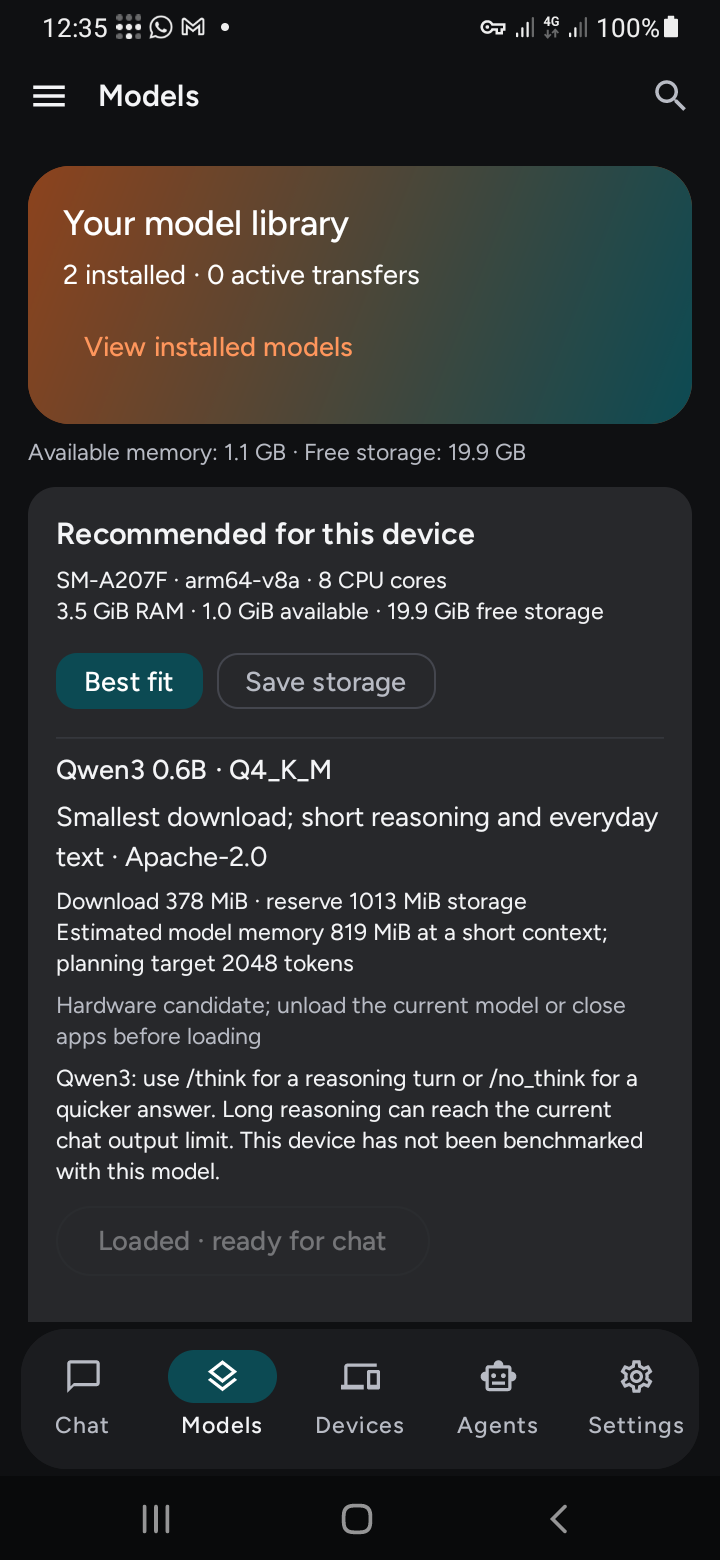 12:35
4G
100%
Models
Your model library
2 installed · 0 active transfers
View installed models
Available memory: 1.1 GB · Free storage: 19.9 GB
Recommended for this device
SM-A207F · arm64-v8a · 8 CPU cores
3.5 GiB RAM · 1.0 GiB available · 19.9 GiB free storage
Best fit
Save storage
Qwen3 0.6B · Q4_K_M
Smallest download; short reasoning and everyday
text · Apache-2.0
Download 378 MiB · reserve 1013 MiB storage
Estimated model memory 819 MiB at a short context;
planning target 2048 tokens
Hardware candidate; unload the current model or close
apps before loading
Qwen3: use /think for a reasoning turn or /no_think for a
quicker answer. Long reasoning can reach the current
chat output limit. This device has not been benchmarked
with this model.
Loaded · ready for chat
Chat
Models
Devices
Agents
Settings